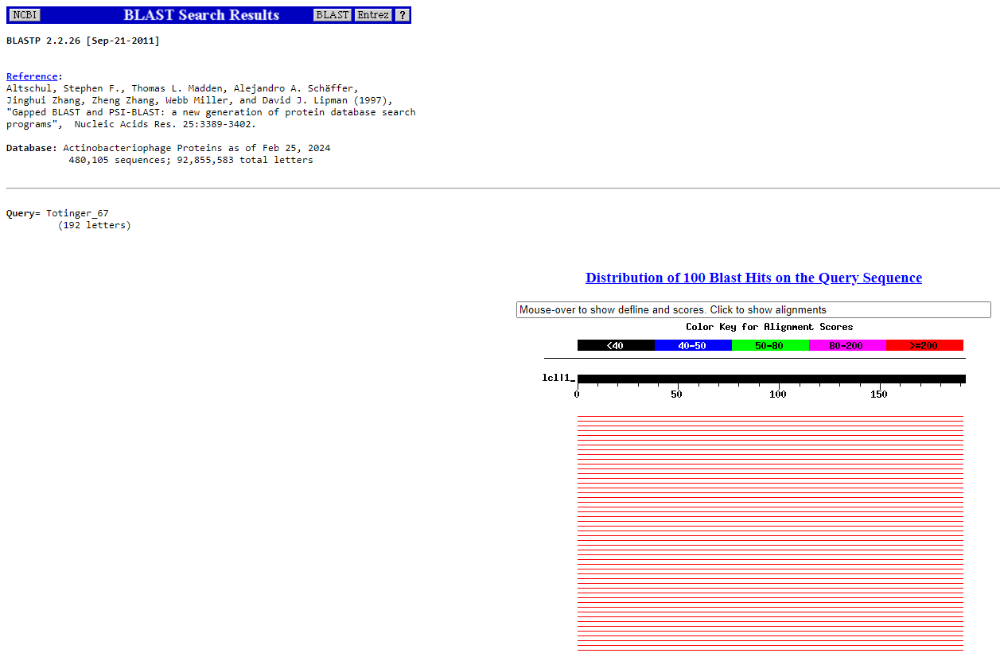 NCBI BLAST Search Results BLAST Entrez ?
BLASTP 2.2.26 [Sep-21-2011]
Reference:
Altschul, Stephen F., Thomas L. Madden, Alejandro A. Schäffer,
Jinghui Zhang, Zheng Zhang, Webb Miller, and David J. Lipman (1997),
"Gapped BLAST and PSI-BLAST: a new generation of protein database search
programs",  Nucleic Acids Res. 25:3389-3402.
Database: Actinobacteriophage Proteins as of Feb 25, 2024
480,105 sequences; 92,855,583 total letters
Query= Totinger_67
(192 letters)
Distribution of 100 Blast Hits on the Query Sequence
Mouse-over to show defline and scores. Click to show alignments
Color Key for Alignment Scores
<40 40-50 50-80 80-200 >=200
lcl|1_
0 50 100 150